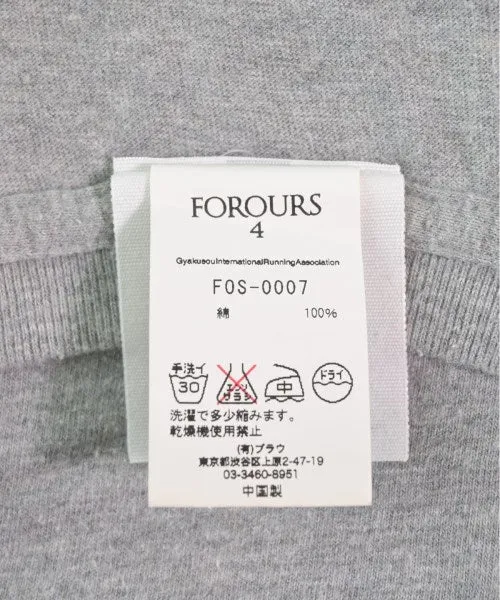 FOROURS
4
GyakusouInternationalRunningAssociation
FOS-0007
綿 100%
手洗イ 30 エンソ サラシ 中 ドライ
洗濯で多少縮みます。
乾燥機使用禁止
(有)ブラウ
東京都渋谷区上原2-47-19
03-3460-8951
中国製